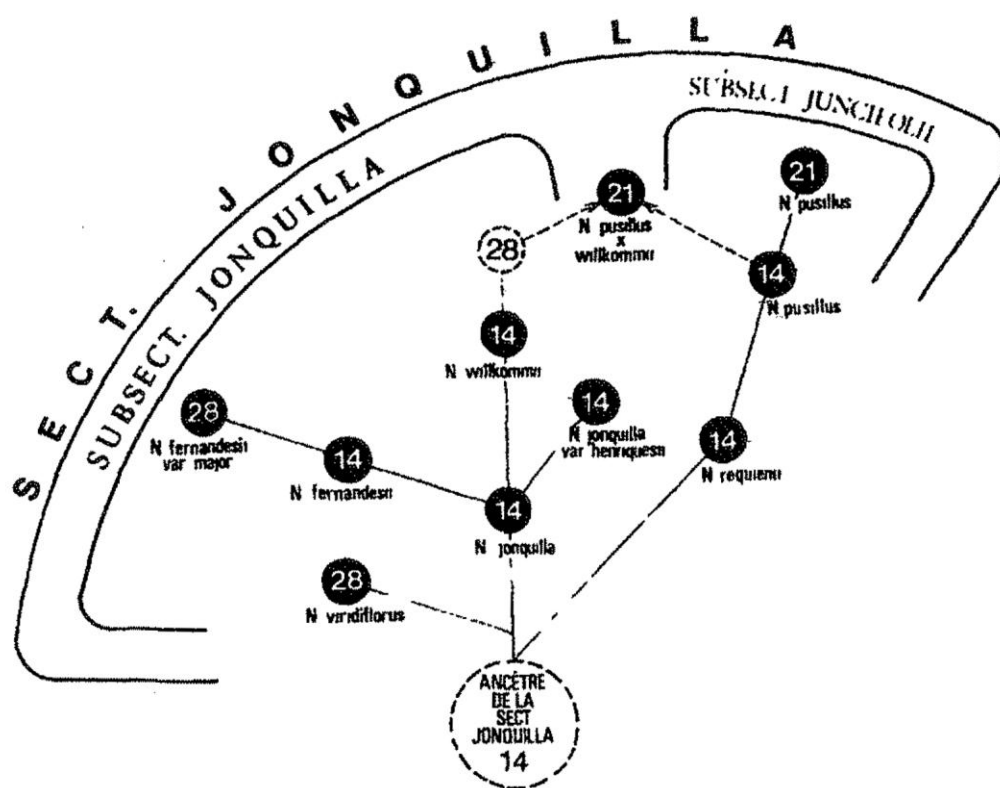 SECT. JONQUILLA
SUBSECT. JONQUILLA
SUBSECT JUNCIFOLII
21
N pusillus
21
N pusillus
x
willkommii
28
14
N pusillus
14
N willkommii
28
N fernandesii
var major
14
N fernandesii
14
N jonquilla
var henriquesii
14
N requienii
14
N jonquilla
28
N viridiflorus
ANCÊTRE
DE LA
SECT
JONQUILLA
14